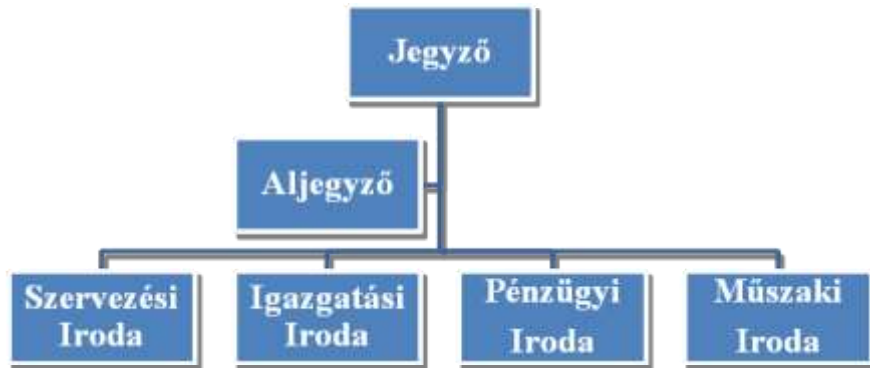 Jegyző
Aljegyző
Szervezési
Iroda
Igazgatási
Iroda
Pénzügyi
Iroda
Műszaki
Iroda